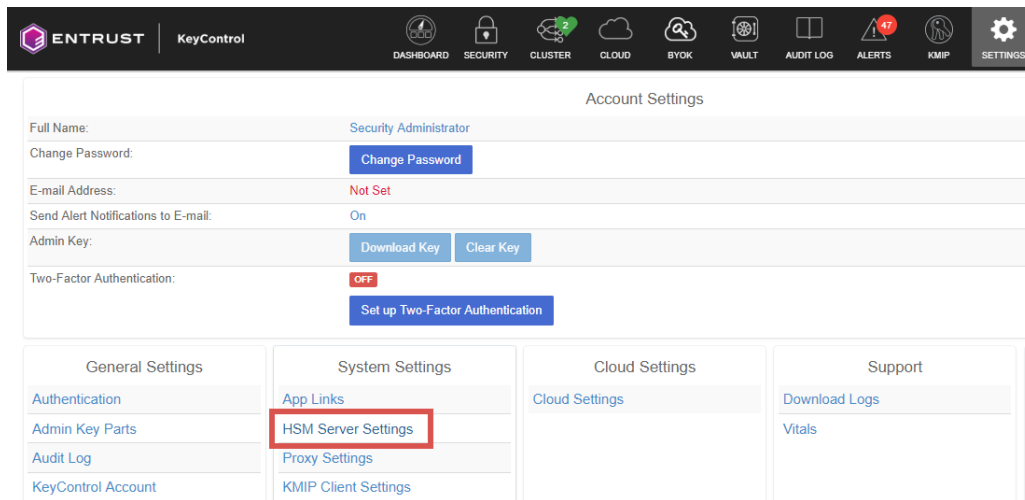 ENTRUST KeyControl
2 47
DASHBOARD SECURITY CLUSTER CLOUD BYOK VAULT AUDIT LOG ALERTS KMIP SETTINGS
Account Settings
Full Name: Security Administrator
Change Password: Change Password
E-mail Address: Not Set
Send Alert Notifications to E-mail: On
Admin Key: Download Key Clear Key
Two-Factor Authentication: OFF
Set up Two-Factor Authentication
General Settings System Settings Cloud Settings Support
Authentication App Links Cloud Settings Download Logs
Admin Key Parts HSM Server Settings Vitals
Audit Log Proxy Settings
KeyControl Account KMIP Client Settings